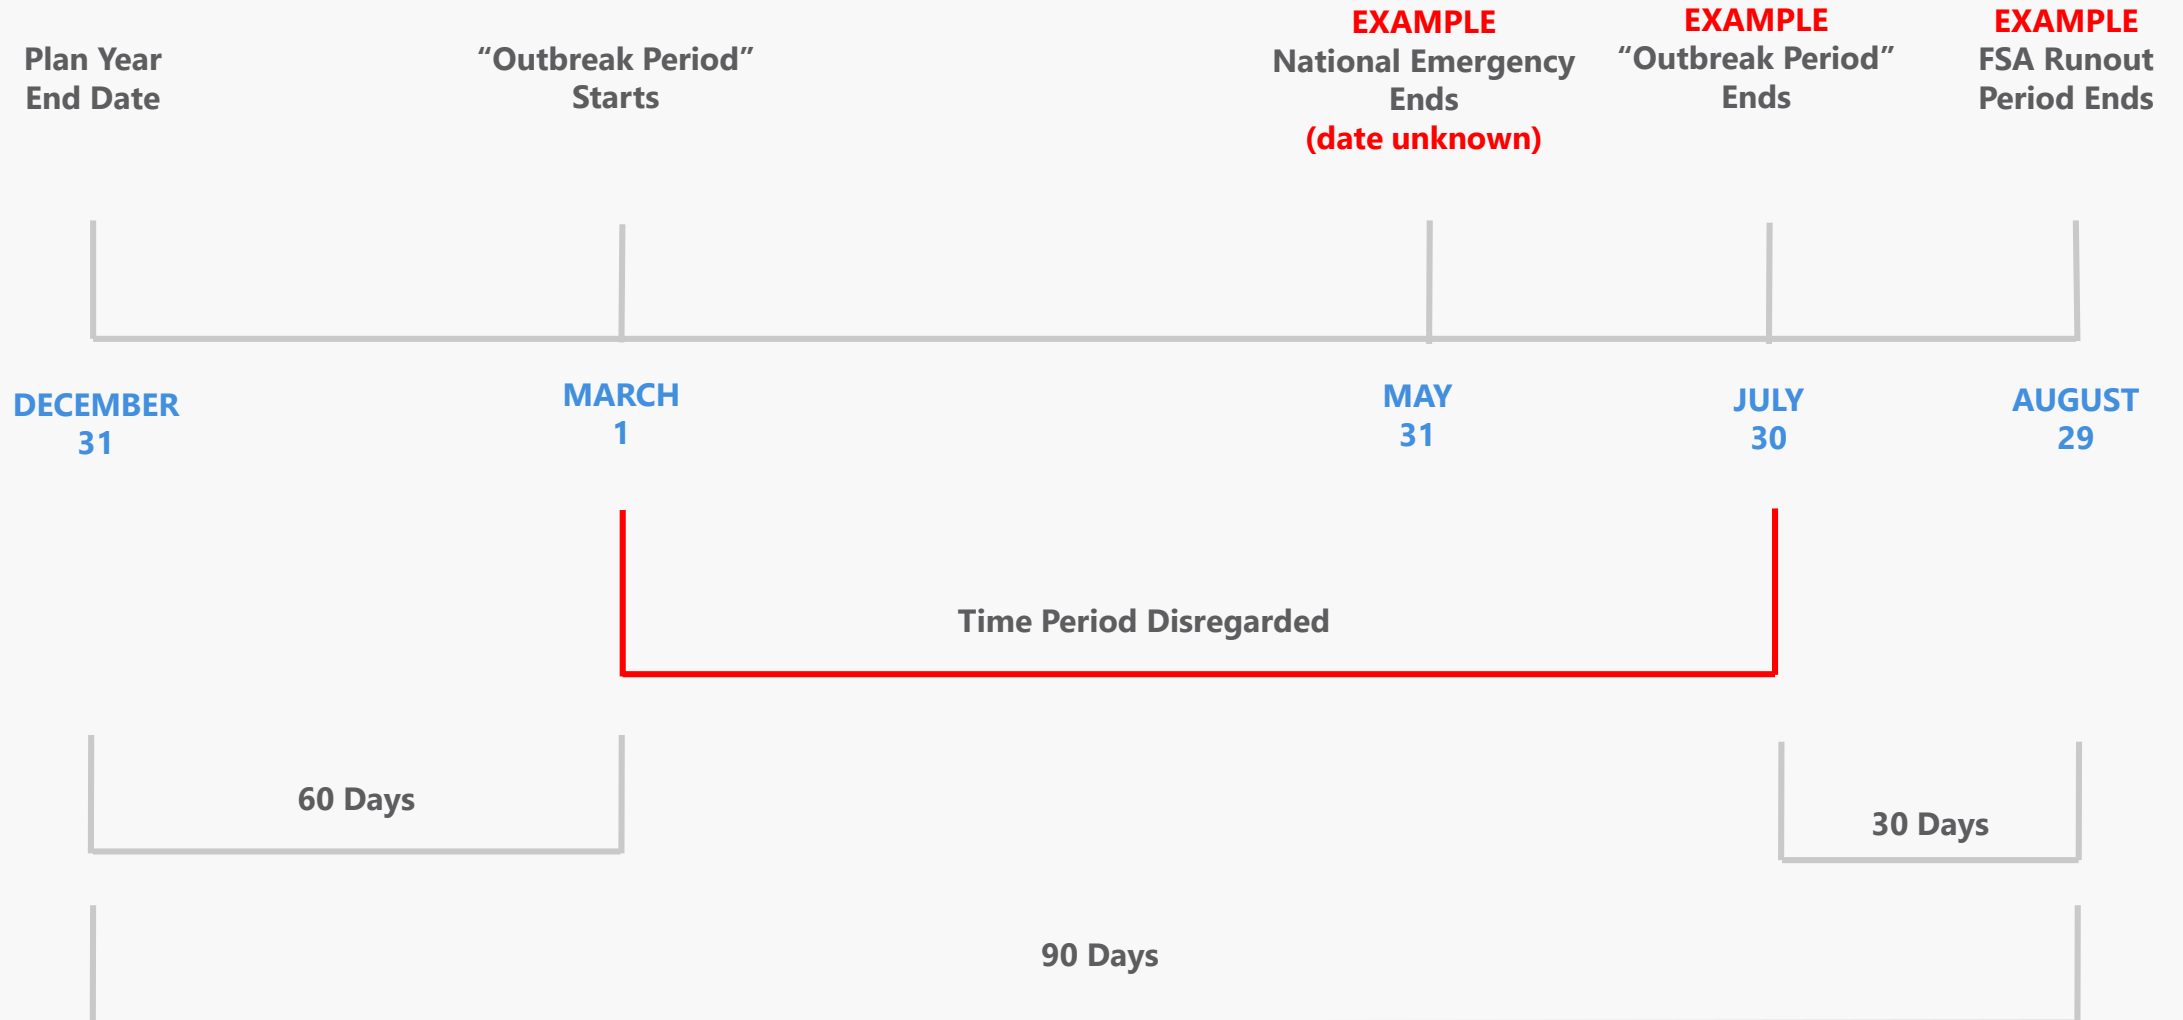 Plan Year
End Date
“Outbreak Period”
Starts
EXAMPLE
National Emergency
Ends
(date unknown)
EXAMPLE
“Outbreak Period”
Ends
EXAMPLE
FSA Runout
Period Ends
DECEMBER
31
MARCH
1
MAY
31
JULY
30
AUGUST
29
Time Period Disregarded
60 Days
30 Days
90 Days